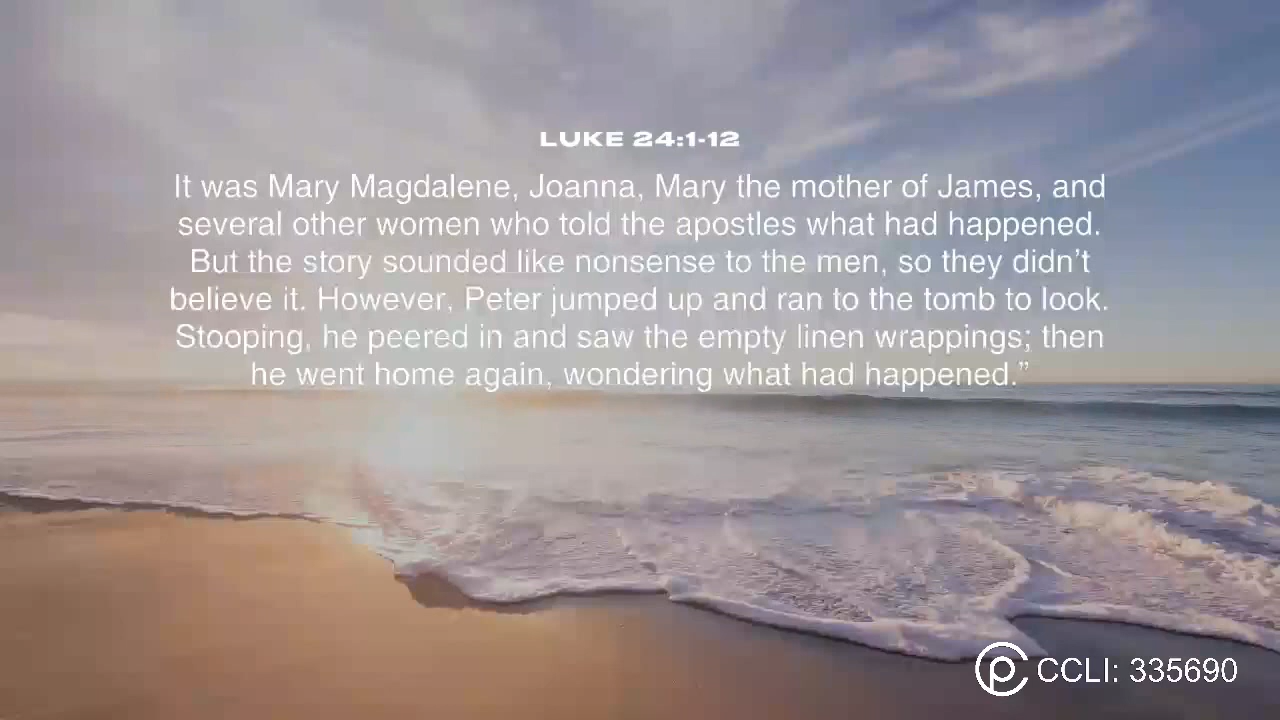 LUKE 24:1-12
It was Mary Magdalene, Joanna, Mary the mother of James, and
several other women who told the apostles what had happened.
But the story sounded like nonsense to the men, so they didn’t
believe it. However, Peter jumped up and ran to the tomb to look.
Stooping, he peered in and saw the empty linen wrappings; then
he went home again, wondering what had happened.”
CCLI: 335690